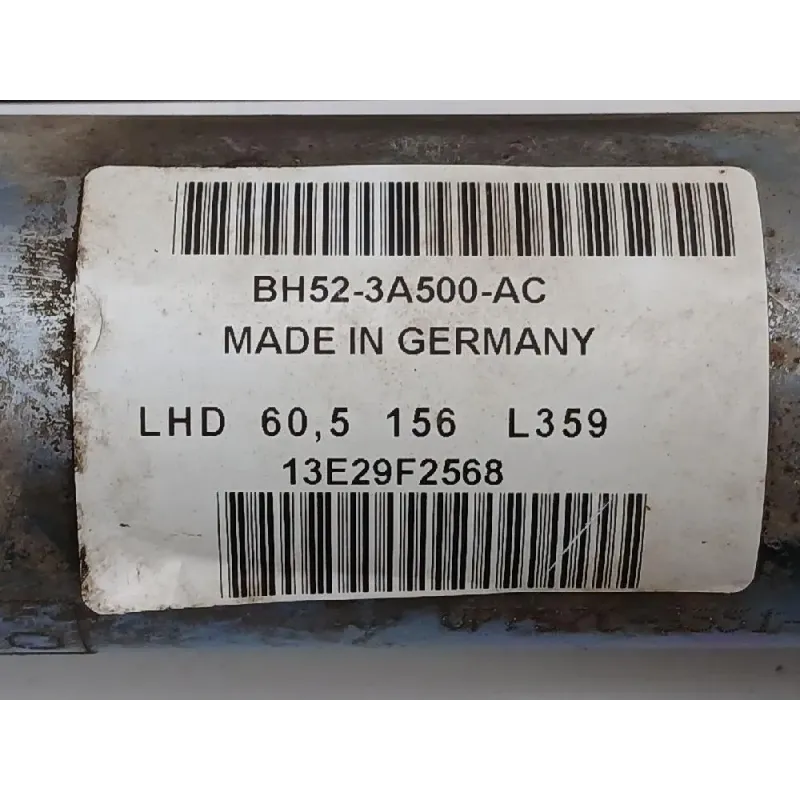 BH52-3A500-AC
MADE IN GERMANY
LHD 60,5 156 L359
13E29F2568